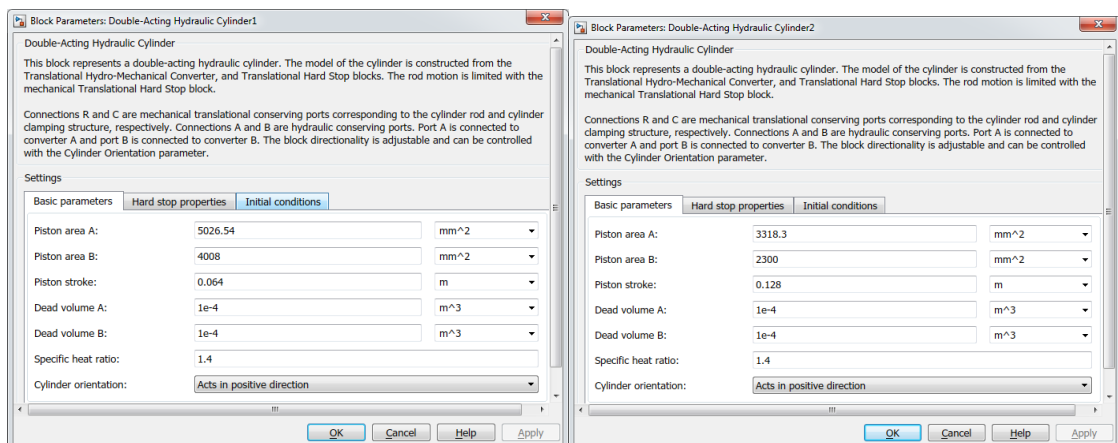 Block Parameters: Double-Acting Hydraulic Cylinder1
Double-Acting Hydraulic Cylinder
This block represents a double-acting hydraulic cylinder. The model of the cylinder is constructed from the
Translational Hydro-Mechanical Converter, and Translational Hard Stop blocks. The rod motion is limited with the
mechanical Translational Hard Stop block.
Connections R and C are mechanical translational conserving ports corresponding to the cylinder rod and cylinder
clamping structure, respectively. Connections A and B are hydraulic conserving ports. Port A is connected to
converter A and port B is connected to converter B. The block directionality is adjustable and can be controlled
with the Cylinder Orientation parameter.
Settings
Basic parameters Hard stop properties Initial conditions
Piston area A: 5026.54 mm^2
Piston area B: 4008 mm^2
Piston stroke: 0.064 m
Dead volume A: 1e-4 m^3
Dead volume B: 1e-4 m^3
Specific heat ratio: 1.4
Cylinder orientation: Acts in positive direction
OK Cancel Help Apply
Block Parameters: Double-Acting Hydraulic Cylinder2
Double-Acting Hydraulic Cylinder
This block represents a double-acting hydraulic cylinder. The model of the cylinder is constructed from the
Translational Hydro-Mechanical Converter, and Translational Hard Stop blocks. The rod motion is limited with the
mechanical Translational Hard Stop block.
Connections R and C are mechanical translational conserving ports corresponding to the cylinder rod and cylinder
clamping structure, respectively. Connections A and B are hydraulic conserving ports. Port A is connected to
converter A and port B is connected to converter B. The block directionality is adjustable and can be controlled
with the Cylinder Orientation parameter.
Settings
Basic parameters Hard stop properties Initial conditions
Piston area A: 3318.3 mm^2
Piston area B: 2300 mm^2
Piston stroke: 0.128 m
Dead volume A: 1e-4 m^3
Dead volume B: 1e-4 m^3
Specific heat ratio: 1.4
Cylinder orientation: Acts in positive direction
OK Cancel Help Apply